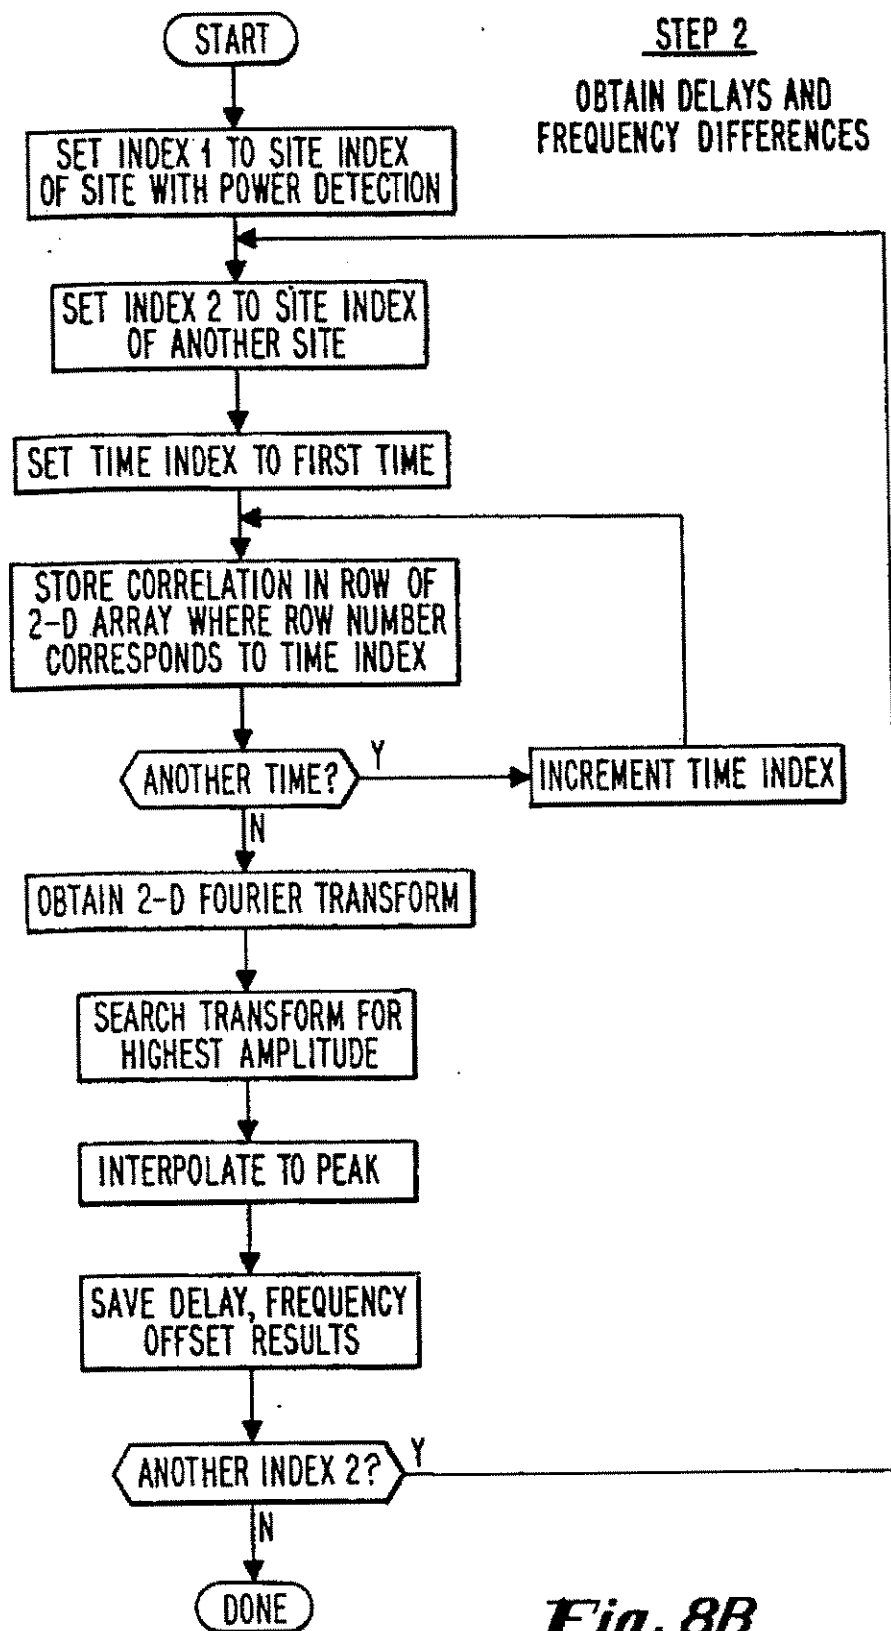 START
STEP 2
OBTAIN DELAYS AND
FREQUENCY DIFFERENCES
SET INDEX 1 TO SITE INDEX
OF SITE WITH POWER DETECTION
SET INDEX 2 TO SITE INDEX
OF ANOTHER SITE
SET TIME INDEX TO FIRST TIME
STORE CORRELATION IN ROW OF
2-D ARRAY WHERE ROW NUMBER
CORRESPONDS TO TIME INDEX
ANOTHER TIME?
Y
INCREMENT TIME INDEX
N
OBTAIN 2-D FOURIER TRANSFORM
SEARCH TRANSFORM FOR
HIGHEST AMPLITUDE
INTERPOLATE TO PEAK
SAVE DELAY, FREQUENCY
OFFSET RESULTS
ANOTHER INDEX 2?
Y
N
DONE
Fig. 8B